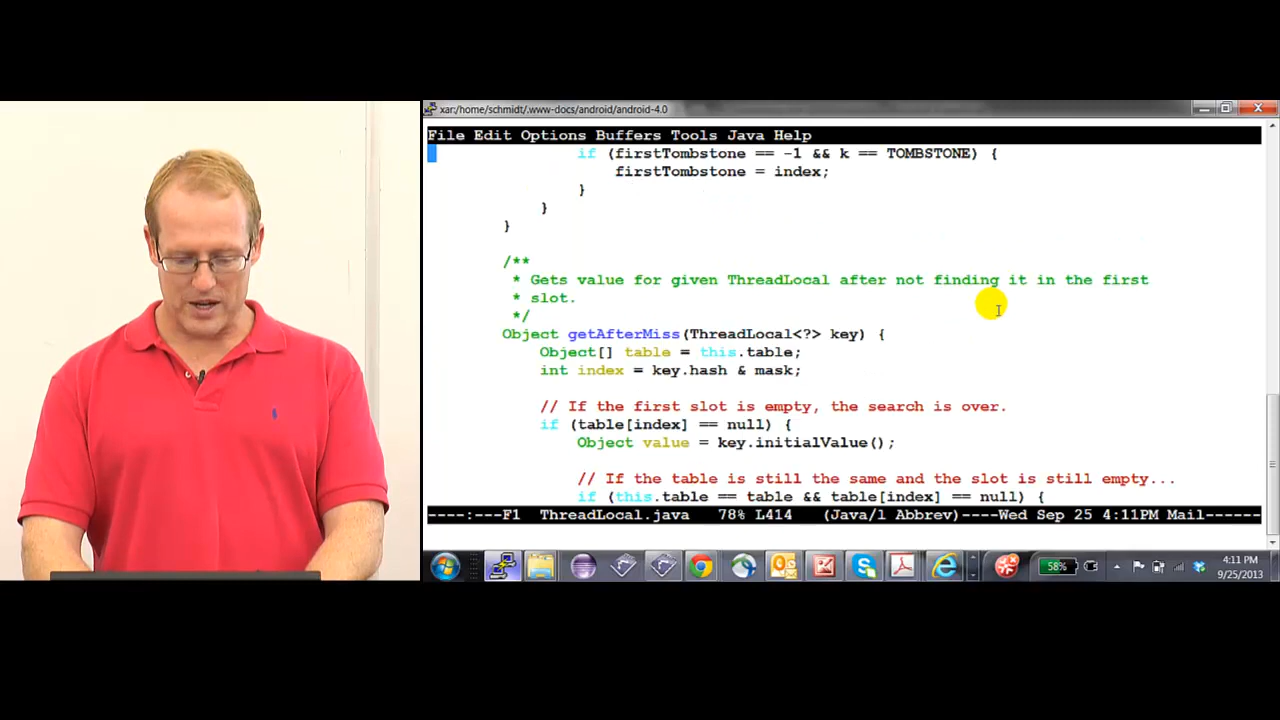 xar:/home/schmidt/.www-docs/android/android-4.0
File Edit Options Buffers Tools Java Help
if (firstTombstone == -1 && k == TOMBSTONE) {
firstTombstone = index;
}
}
}
/**
* Gets value for given ThreadLocal after not finding it in the first
* slot.
*/
Object getAfterMiss(ThreadLocal<?> key) {
Object[] table = this.table;
int index = key.hash & mask;
// If the first slot is empty, the search is over.
if (table[index] == null) {
Object value = key.initialValue();
// If the table is still the same and the slot is still empty...
if (this.table == table && table[index] == null) {
----:---F1 ThreadLocal.java 78% L414 (Java/l Abbrev)----Wed Sep 25 4:11PM Mail------
58%
4:11 PM
9/25/2013